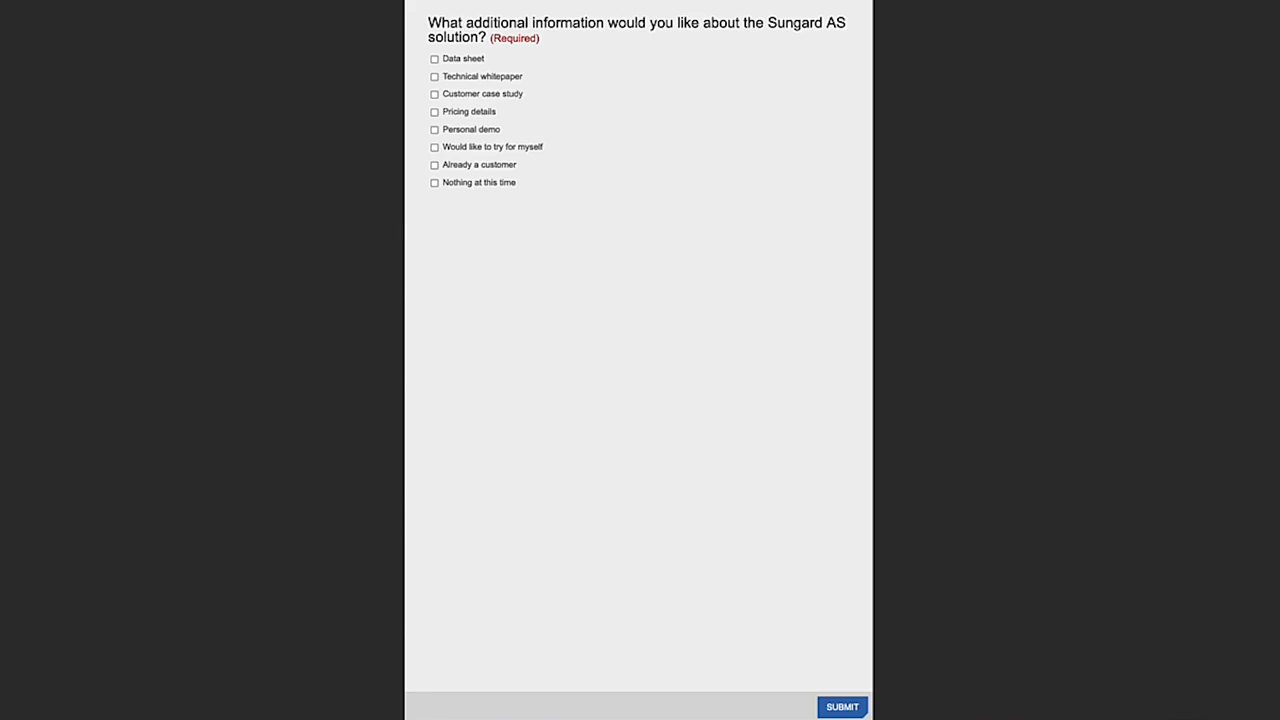 What additional information would you like about the Sungard AS
solution? (Required)
Data sheet
Technical whitepaper
Customer case study
Pricing details
Personal demo
Would like to try for myself
Already a customer
Nothing at this time
SUBMIT